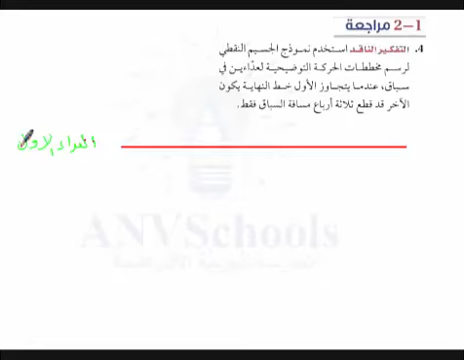 2–1 مراجعة
4. التفكير الناقد استخدم نموذج الجسيم النقطي
لرسم مخططات الحركة التوضيحية لعدّاءين في
سباق، عندما يتجاوز الأول خط النهاية يكون
الآخر قد قطع ثلاثة أرباع مسافة السباق فقط.
العداء الاول
ANVSchools